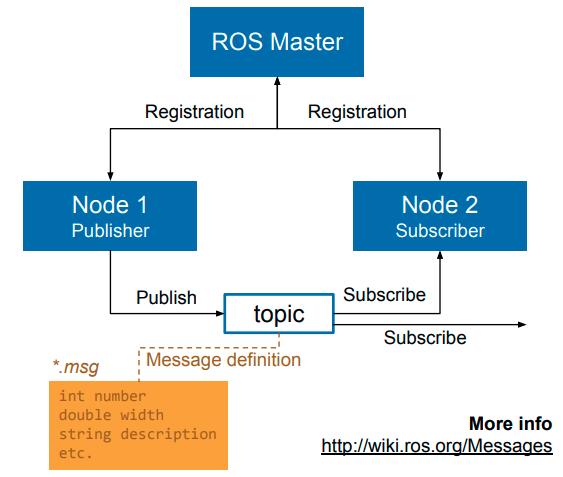 ROS Master
Registration
Registration
Node 1
Publisher
Node 2
Subscriber
Publish
topic
Subscribe
Subscribe
Message definition
*.msg
int number
double width
string description
etc.
More info
http://wiki.ros.org/Messages